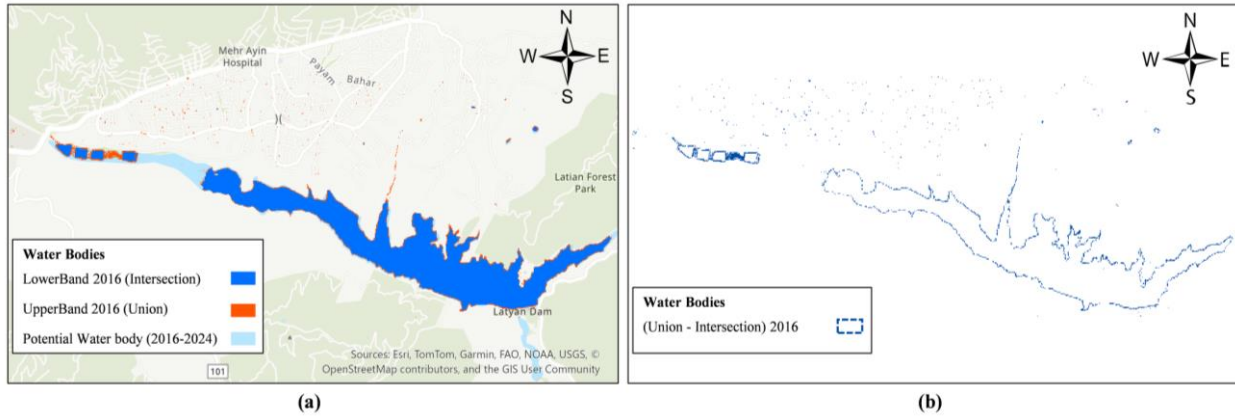 N
W E
S
Mehr Ayin
Hospital
Payam
Bahar
Latian Forest
Park
Latyan Dam
Water Bodies
LowerBand 2016 (Intersection)
UpperBand 2016 (Union)
Potential Water body (2016-2024)
101
Sources: Esri, TomTom, Garmin, FAO, NOAA, USGS, ©
OpenStreetMap contributors, and the GIS User Community
(a)
N
W E
S
Water Bodies
(Union - Intersection) 2016
(b)